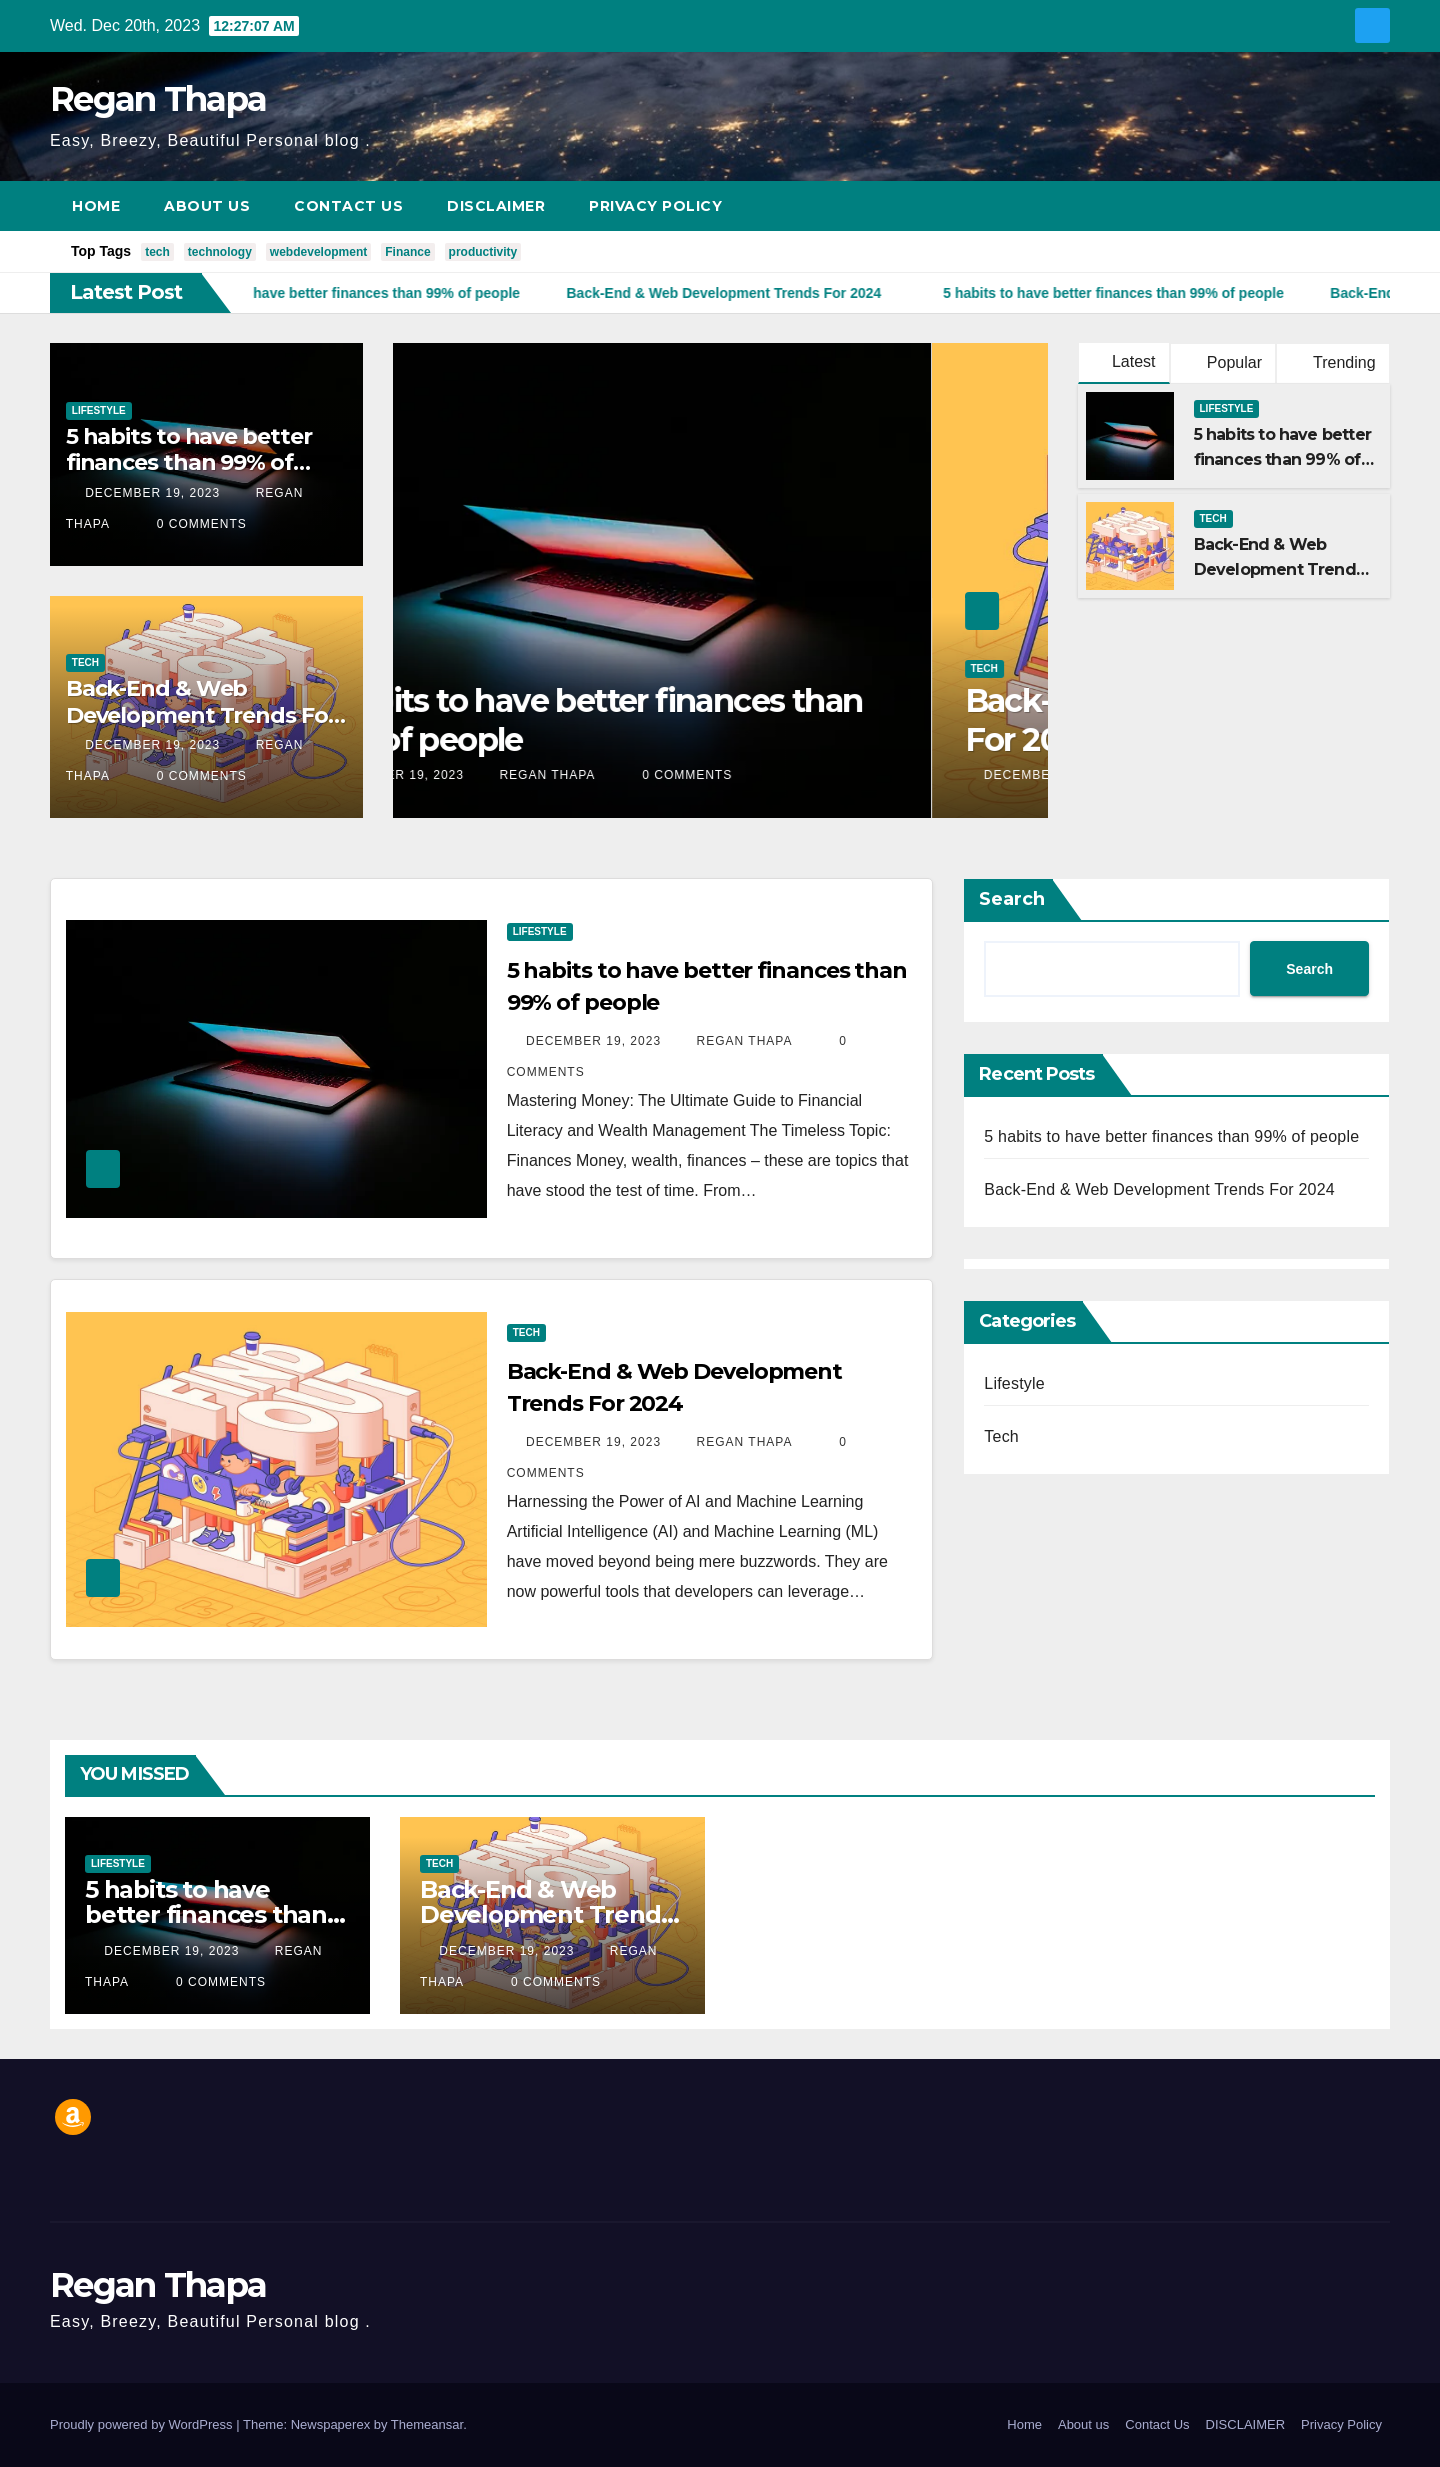 Wed. Dec 20th, 2023 12:27:07 AM
Regan Thapa
Easy, Breezy, Beautiful Personal blog .
HOME ABOUT US CONTACT US DISCLAIMER PRIVACY POLICY
Top Tags tech technology webdevelopment Finance productivity
Latest Post have better finances than 99% of people Back-End & Web Development Trends For 2024 5 habits to have better finances than 99% of people Back-End
LIFESTYLE
5 habits to have better
finances than 99% of…
DECEMBER 19, 2023 REGAN
THAPA 0 COMMENTS
TECH
Back-End & Web
Development Trends Fo…
DECEMBER 19, 2023 REGAN
THAPA 0 COMMENTS
its to have better finances than
of people
ER 19, 2023 REGAN THAPA 0 COMMENTS
TECH
Back-
For 20
DECEMBE
Latest Popular Trending
LIFESTYLE
5 habits to have better
finances than 99% of…
TECH
Back-End & Web
Development Trend…
LIFESTYLE
5 habits to have better finances than
99% of people
DECEMBER 19, 2023 REGAN THAPA 0
COMMENTS
Mastering Money: The Ultimate Guide to Financial
Literacy and Wealth Management The Timeless Topic:
Finances Money, wealth, finances – these are topics that
have stood the test of time. From…
FIND
OUT
TECH
Back-End & Web Development
Trends For 2024
DECEMBER 19, 2023 REGAN THAPA 0
COMMENTS
Harnessing the Power of AI and Machine Learning
Artificial Intelligence (AI) and Machine Learning (ML)
have moved beyond being mere buzzwords. They are
now powerful tools that developers can leverage…
Search
Search
Recent Posts
5 habits to have better finances than 99% of people
Back-End & Web Development Trends For 2024
Categories
Lifestyle
Tech
YOU MISSED
LIFESTYLE
5 habits to have
better finances than…
DECEMBER 19, 2023 REGAN
THAPA 0 COMMENTS
TECH
Back-End & Web
Development Trend…
DECEMBER 19, 2023 REGAN
THAPA 0 COMMENTS
Regan Thapa
Easy, Breezy, Beautiful Personal blog .
Proudly powered by WordPress | Theme: Newspaperex by Themeansar.
Home About us Contact Us DISCLAIMER Privacy Policy